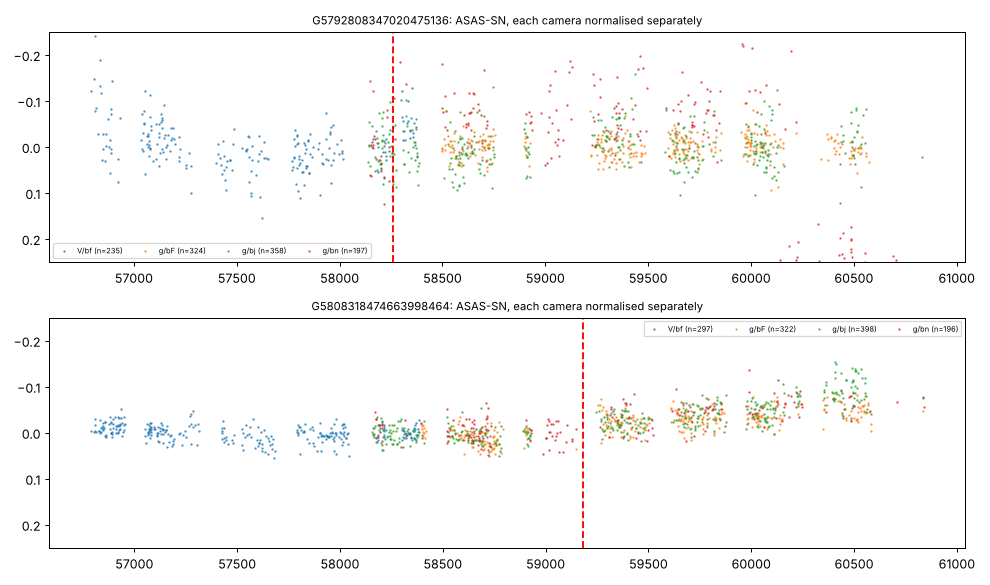 G5792808347020475136: ASAS-SN, each camera normalised separately
−0.2
−0.1
0.0
0.1
0.2
V/bf (n=235) g/bF (n=324) g/bj (n=358) g/bn (n=197)
57000 57500 58000 58500 59000 59500 60000 60500 61000
G5808318474663998464: ASAS-SN, each camera normalised separately
V/bf (n=297) g/bF (n=322) g/bj (n=398) g/bn (n=196)
−0.2
−0.1
0.0
0.1
0.2
57000 57500 58000 58500 59000 59500 60000 60500 61000